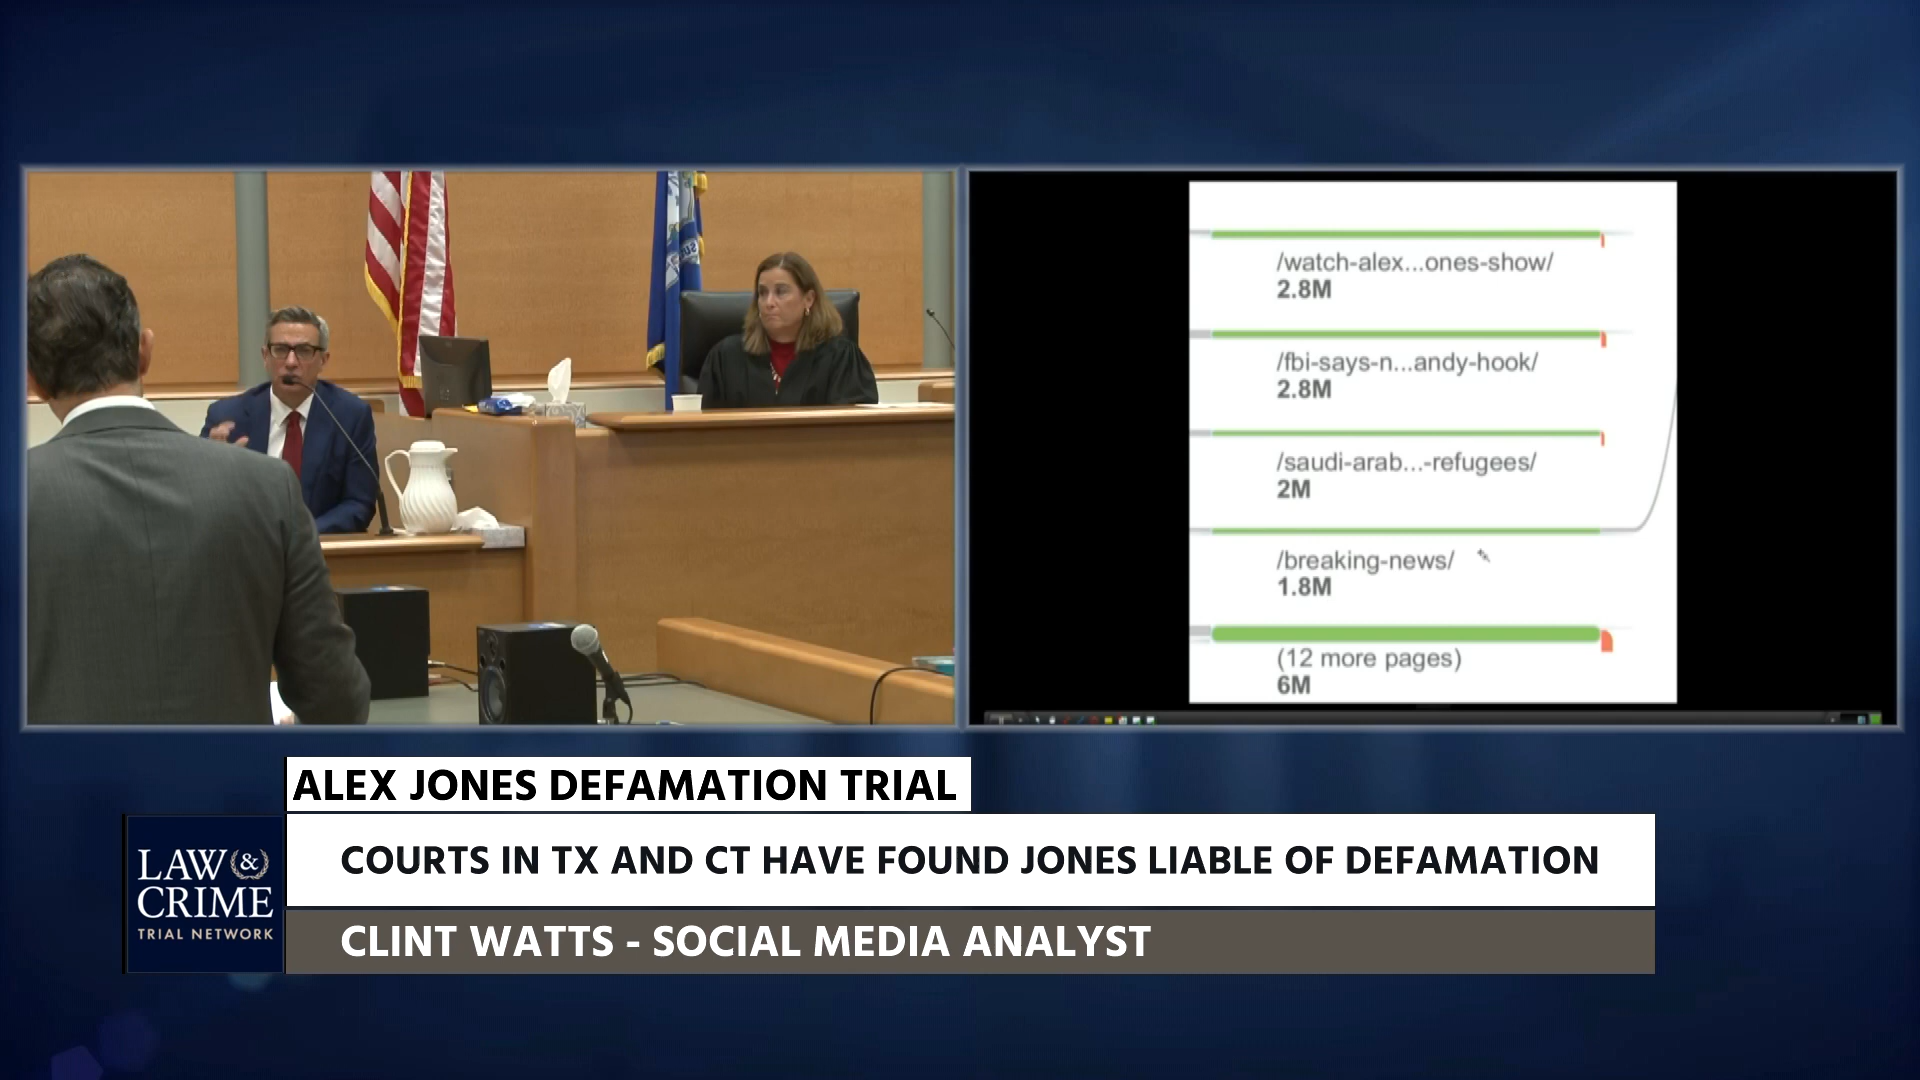 /watch-alex...ones-show/
2.8M
/fbi-says-n...andy-hook/
2.8M
/saudi-arab...-refugees/
2M
/breaking-news/
1.8M
(12 more pages)
6M
ALEX JONES DEFAMATION TRIAL
LAW &
CRIME
TRIAL NETWORK
COURTS IN TX AND CT HAVE FOUND JONES LIABLE OF DEFAMATION
CLINT WATTS - SOCIAL MEDIA ANALYST